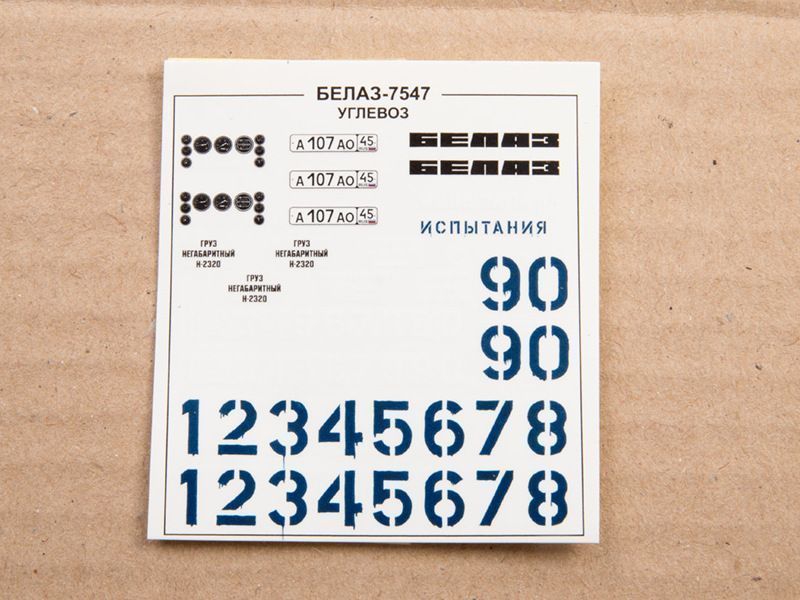 БЕЛАЗ-7547
УГЛЕВОЗ
А 107 АО 45
А 107 АО 45
А 107 АО 45
БЕЛАЗ
БЕЛАЗ
ИСПЫТАНИЯ
ГРУЗ
НЕГАБАРИТНЫЙ
Н-2320
ГРУЗ
НЕГАБАРИТНЫЙ
Н-2320
ГРУЗ
НЕГАБАРИТНЫЙ
Н-2320
90
90
12345678
12345678